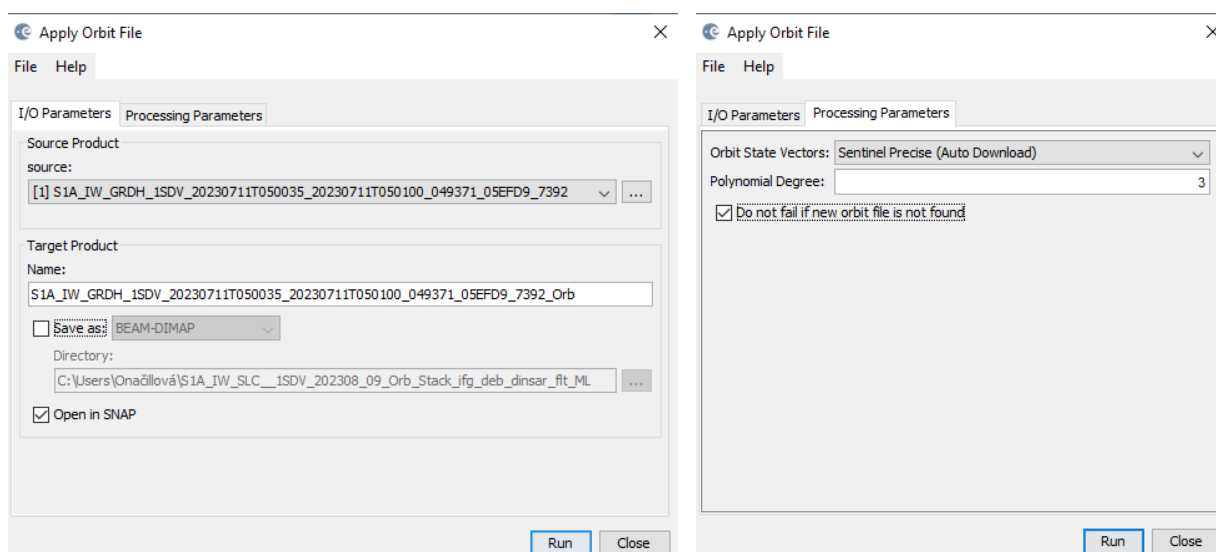 Apply Orbit File
File Help
I/O Parameters Processing Parameters
Source Product
source:
[1] S1A_IW_GRDH_1SDV_20230711T050035_20230711T050100_049371_05EFD9_7392
...
Target Product
Name:
S1A_IW_GRDH_1SDV_20230711T050035_20230711T050100_049371_05EFD9_7392_Orb
Save as: BEAM-DIMAP
Directory:
C:\Users\Onačillová\S1A_IW_SLC__1SDV_202308_09_Orb_Stack_ifg_deb_dinsar_flt_ML
...
Open in SNAP
Run Close
Apply Orbit File
File Help
I/O Parameters Processing Parameters
Orbit State Vectors: Sentinel Precise (Auto Download)
Polynomial Degree: 3
Do not fail if new orbit file is not found
Run Close